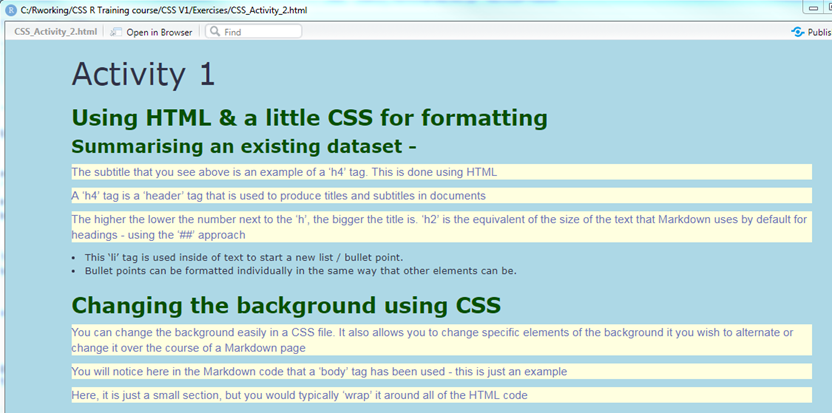 C:/Rworking/CSS R Training course/CSS V1/Exercises/CSS_Activity_2.html
CSS_Activity_2.html Open in Browser Find Publis
Activity 1
Using HTML & a little CSS for formatting
Summarising an existing dataset -
The subtitle that you see above is an example of a ‘h4’ tag. This is done using HTML
A ‘h4’ tag is a ‘header’ tag that is used to produce titles and subtitles in documents
The higher the lower the number next to the ‘h’, the bigger the title is. ‘h2’ is the equivalent of the size of the text that Markdown uses by default for
headings - using the ‘##’ approach
• This ‘li’ tag is used inside of text to start a new list / bullet point.
• Bullet points can be formatted individually in the same way that other elements can be.
Changing the background using CSS
You can change the background easily in a CSS file. It also allows you to change specific elements of the background it you wish to alternate or
change it over the course of a Markdown page
You will notice here in the Markdown code that a ‘body’ tag has been used - this is just an example
Here, it is just a small section, but you would typically ‘wrap’ it around all of the HTML code